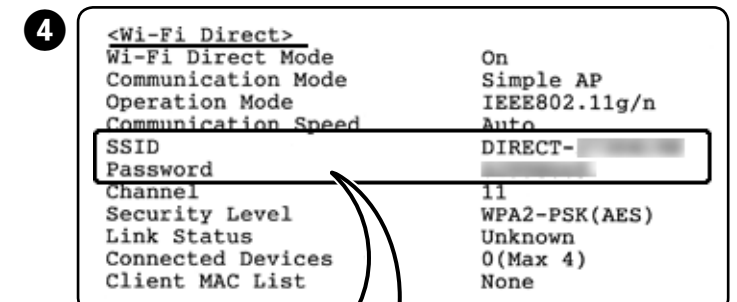 4
<Wi-Fi Direct>
Wi-Fi Direct Mode On
Communication Mode Simple AP
Operation Mode IEEE802.11g/n
Communication Speed Auto
SSID DIRECT-
Password
Channel 11
Security Level WPA2-PSK(AES)
Link Status Unknown
Connected Devices 0(Max 4)
Client MAC List None